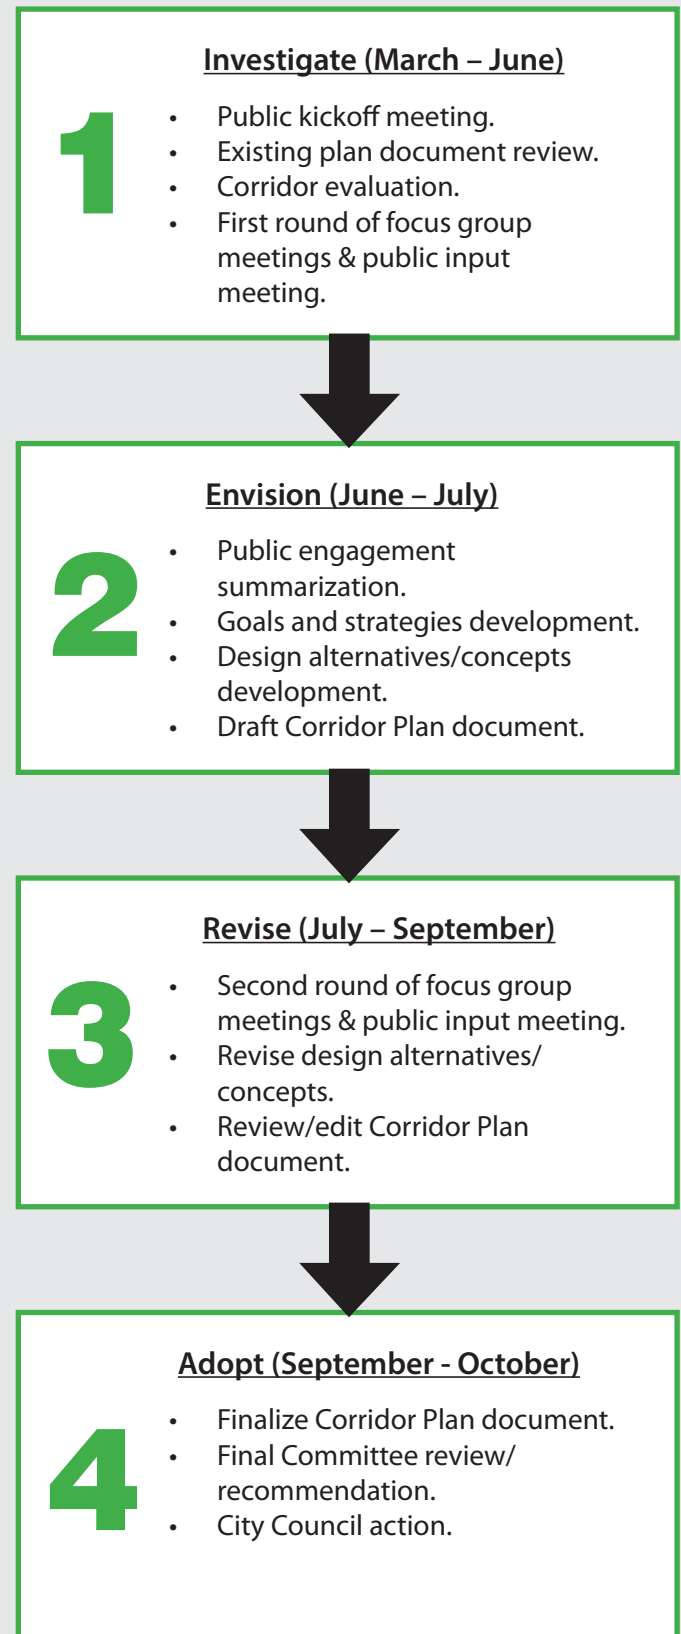 Investigate (March – June)
1
• Public kickoff meeting.
• Existing plan document review.
• Corridor evaluation.
• First round of focus group
meetings & public input
meeting.
Envision (June – July)
2
• Public engagement
summarization.
• Goals and strategies development.
• Design alternatives/concepts
development.
• Draft Corridor Plan document.
Revise (July – September)
3
• Second round of focus group
meetings & public input meeting.
• Revise design alternatives/
concepts.
• Review/edit Corridor Plan
document.
Adopt (September - October)
4
• Finalize Corridor Plan document.
• Final Committee review/
recommendation.
• City Council action.